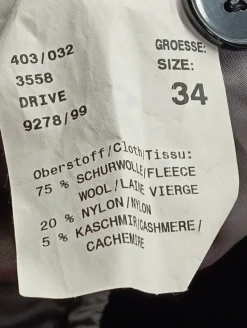 403/032
3558
DRIVE
9278/99
GROESSE:
SIZE:
34
Oberstoff/Cloth/Tissu:
75 % SCHURWOLLE/FLEECE
WOOL/LAINE VIERGE
20 % NYLON/NYLON
5 % KASCHMIR/CASHMERE/
CACHEMIRE